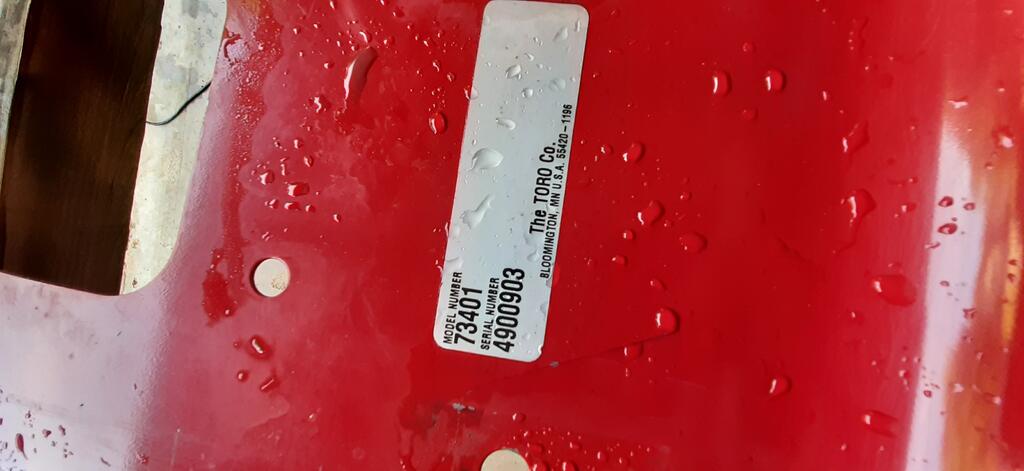 MODEL NUMBER
73401
SERIAL NUMBER
4900903
The TORO Co.
BLOOMINGTON, MN U.S.A. 55420-1196